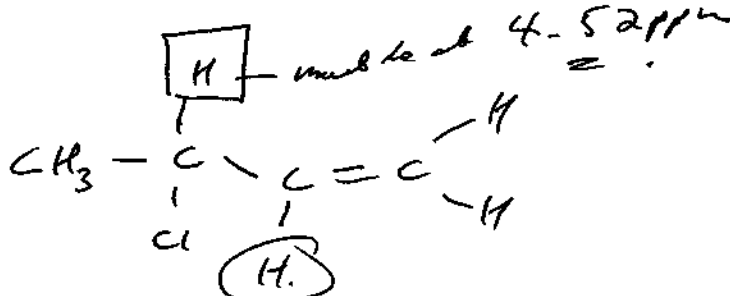 H — must be at 4.52ppm.
CH₃ — C — C = C — H
Cl H. H